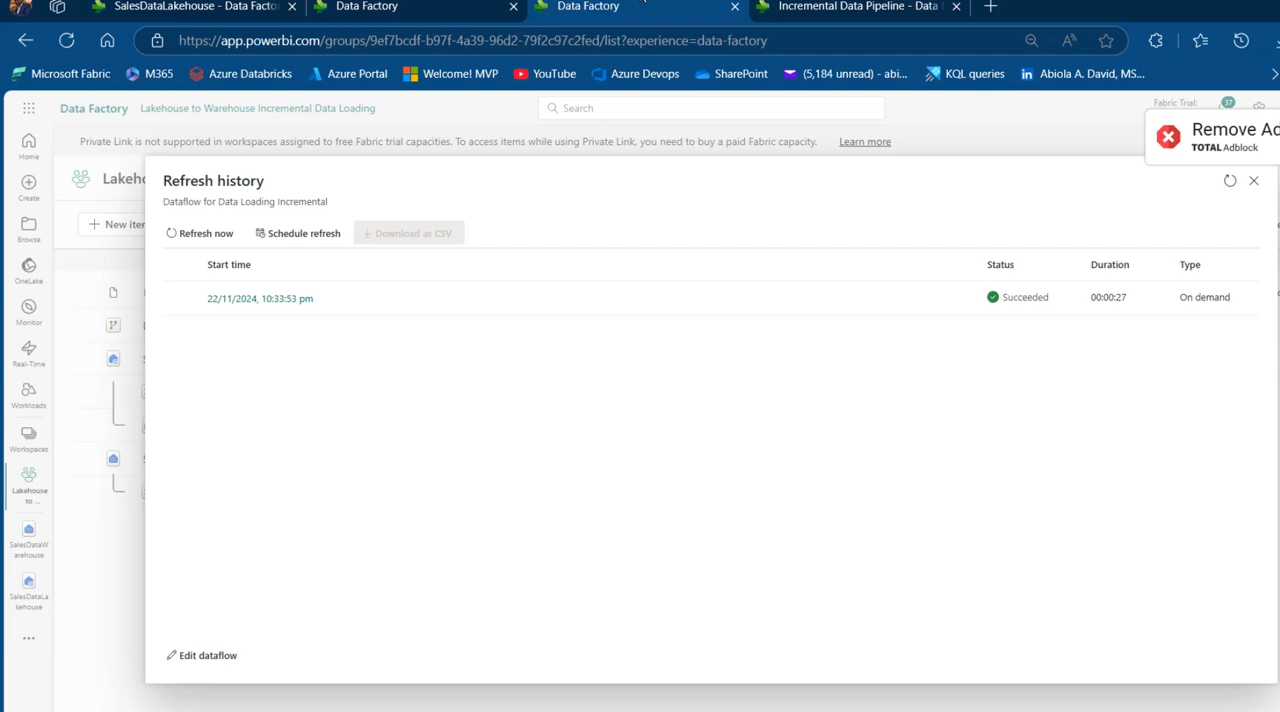 SalesDataLakehouse - Data Facto
Data Factory
Data Factory
Incremental Data Pipeline - Data
https://app.powerbi.com/groups/9ef7bcdf-b97f-4a39-96d2-79f2c97c2fed/list?experience=data-factory
Microsoft Fabric
M365
Azure Databricks
Azure Portal
Welcome! MVP
YouTube
Azure Devops
SharePoint
(5,184 unread) - abi...
KQL queries
Abiola A. David, MS...
Data Factory
Lakehouse to Warehouse Incremental Data Loading
Search
Fabric Trial:
37
Private Link is not supported in workspaces assigned to free Fabric trial capacities. To access items while using Private Link, you need to buy a paid Fabric capacity.
Learn more
Remove Ad
TOTAL Adblock
Home
Create
Browse
OneLake
Monitor
Real-Time
Workloads
Workspaces
Lakehouse
to ...
SalesDataW
arehouse
SalesDataLa
kehouse
Lakeho
New iter
Refresh history
Dataflow for Data Loading Incremental
Refresh now
Schedule refresh
Download as CSV
Start time
Status
Duration
Type
22/11/2024, 10:33:53 pm
Succeeded
00:00:27
On demand
Edit dataflow